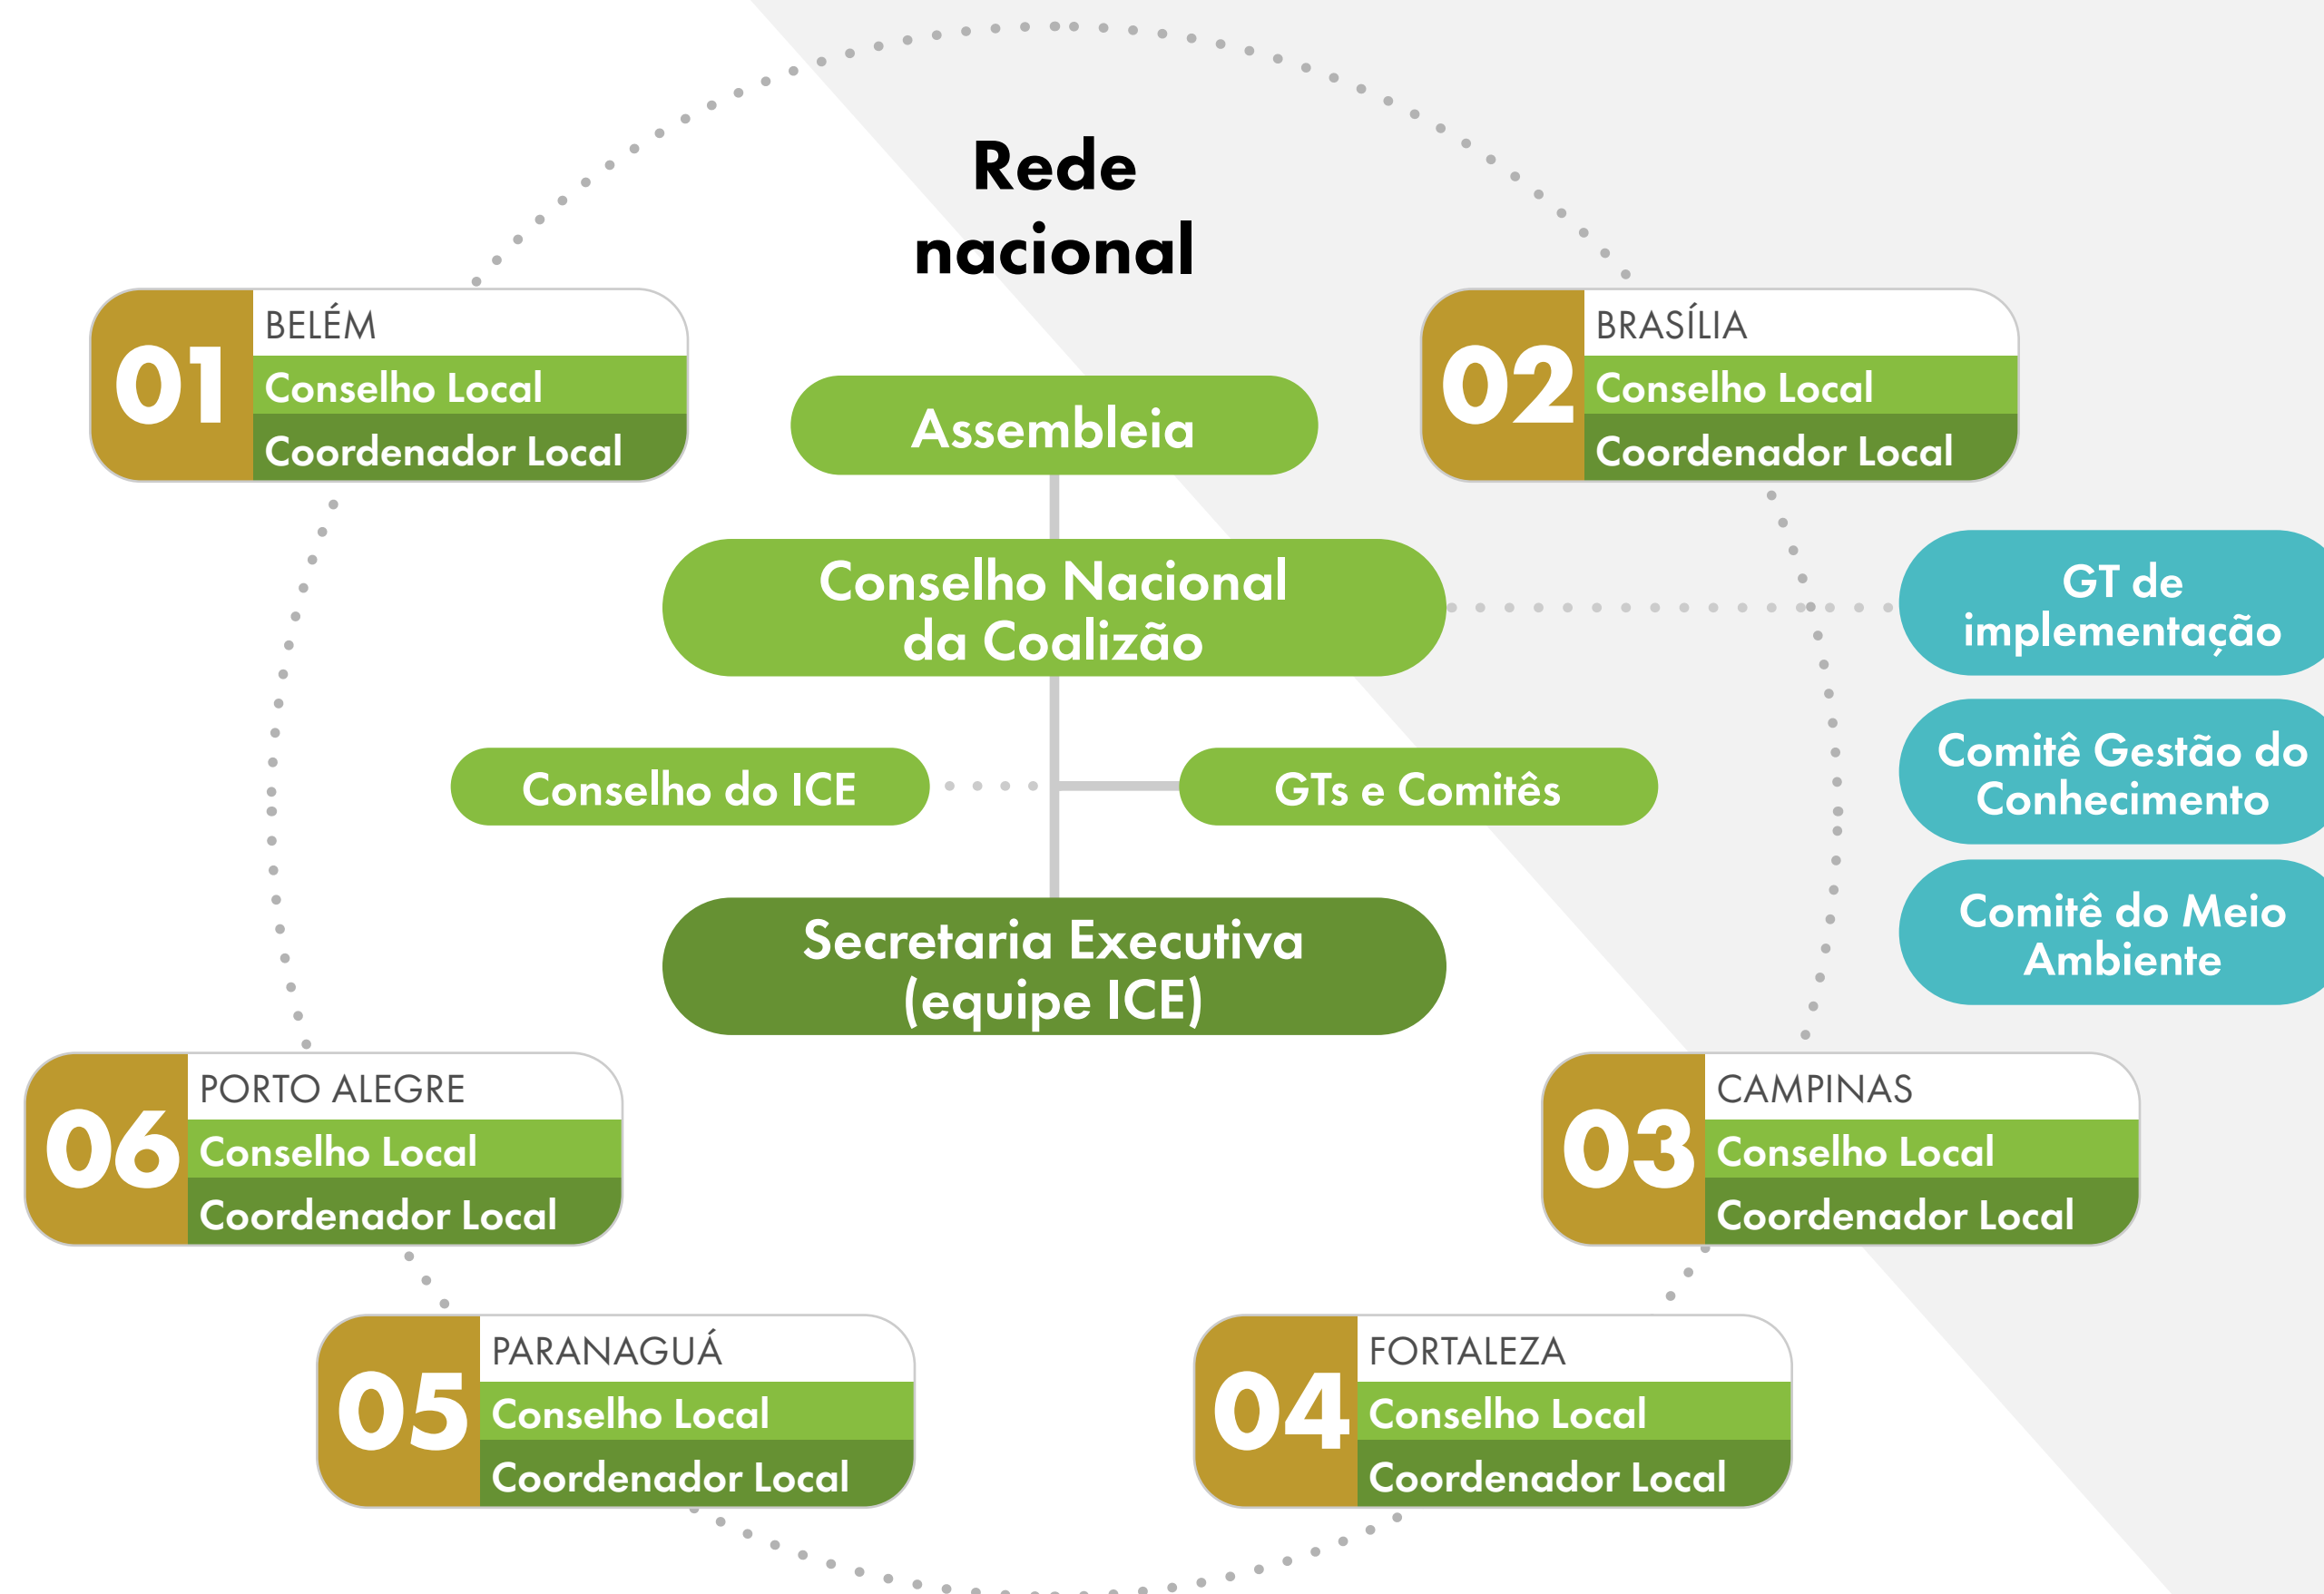 Rede
nacional
01
BELÉM
Conselho Local
Coordenador Local
02
BRASÍLIA
Conselho Local
Coordenador Local
Assembleia
Conselho Nacional
da Coalizão
GT de
implementação
Conselho do ICE
GTs e Comitês
Comitê Gestão do
Conhecimento
Secretaria Executiva
(equipe ICE)
Comitê do Meio
Ambiente
06
PORTO ALEGRE
Conselho Local
Coordenador Local
03
CAMPINAS
Conselho Local
Coordenador Local
05
PARANAGUÁ
Conselho Local
Coordenador Local
04
FORTALEZA
Conselho Local
Coordenador Local